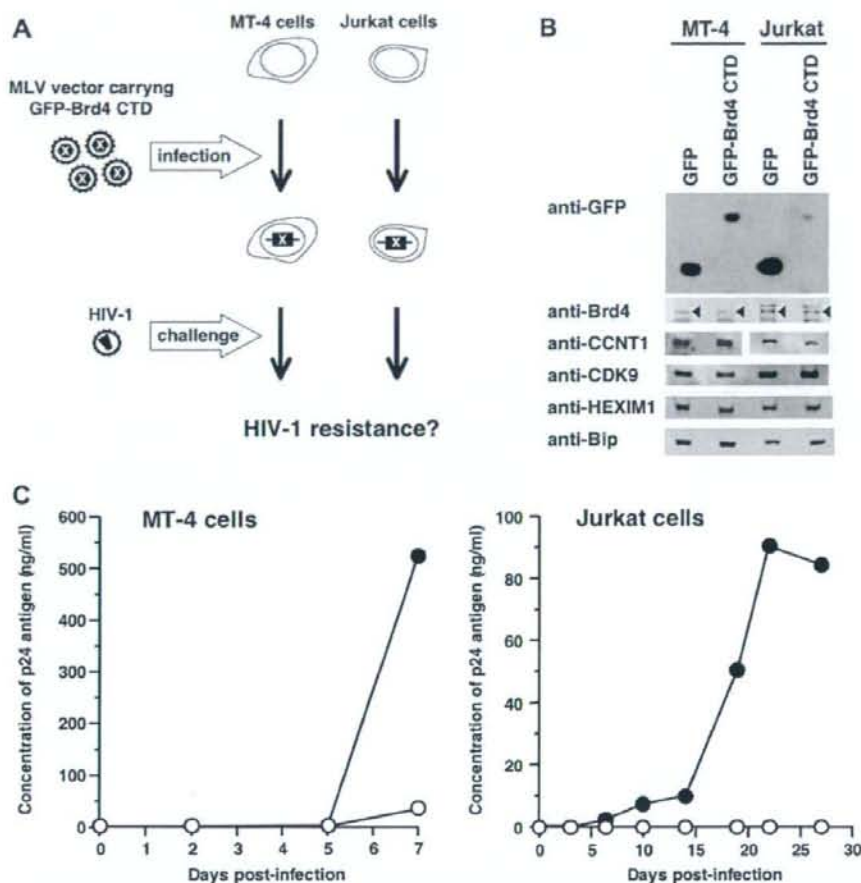 A
MT-4 cells
Jurkat cells
MLV vector carryng
GFP-Brd4 CTD
X
X
X
X
infection
X
X
HIV-1
challenge
HIV-1 resistance?
B
MT-4
Jurkat
GFP
GFP-Brd4 CTD
GFP
GFP-Brd4 CTD
anti-GFP
anti-Brd4
anti-CCNT1
anti-CDK9
anti-HEXIM1
anti-Bip
C
MT-4 cells
Concentration of p24 antigen (ng/ml)
600
550
500
400
300
200
150
100
50
0
0 1 2 3 4 5 6 7
Days post-infection
Jurkat cells
Concentration of p24 antigen (ng/ml)
100
80
60
40
20
0
0 5 10 15 20 25 30
Days post-infection